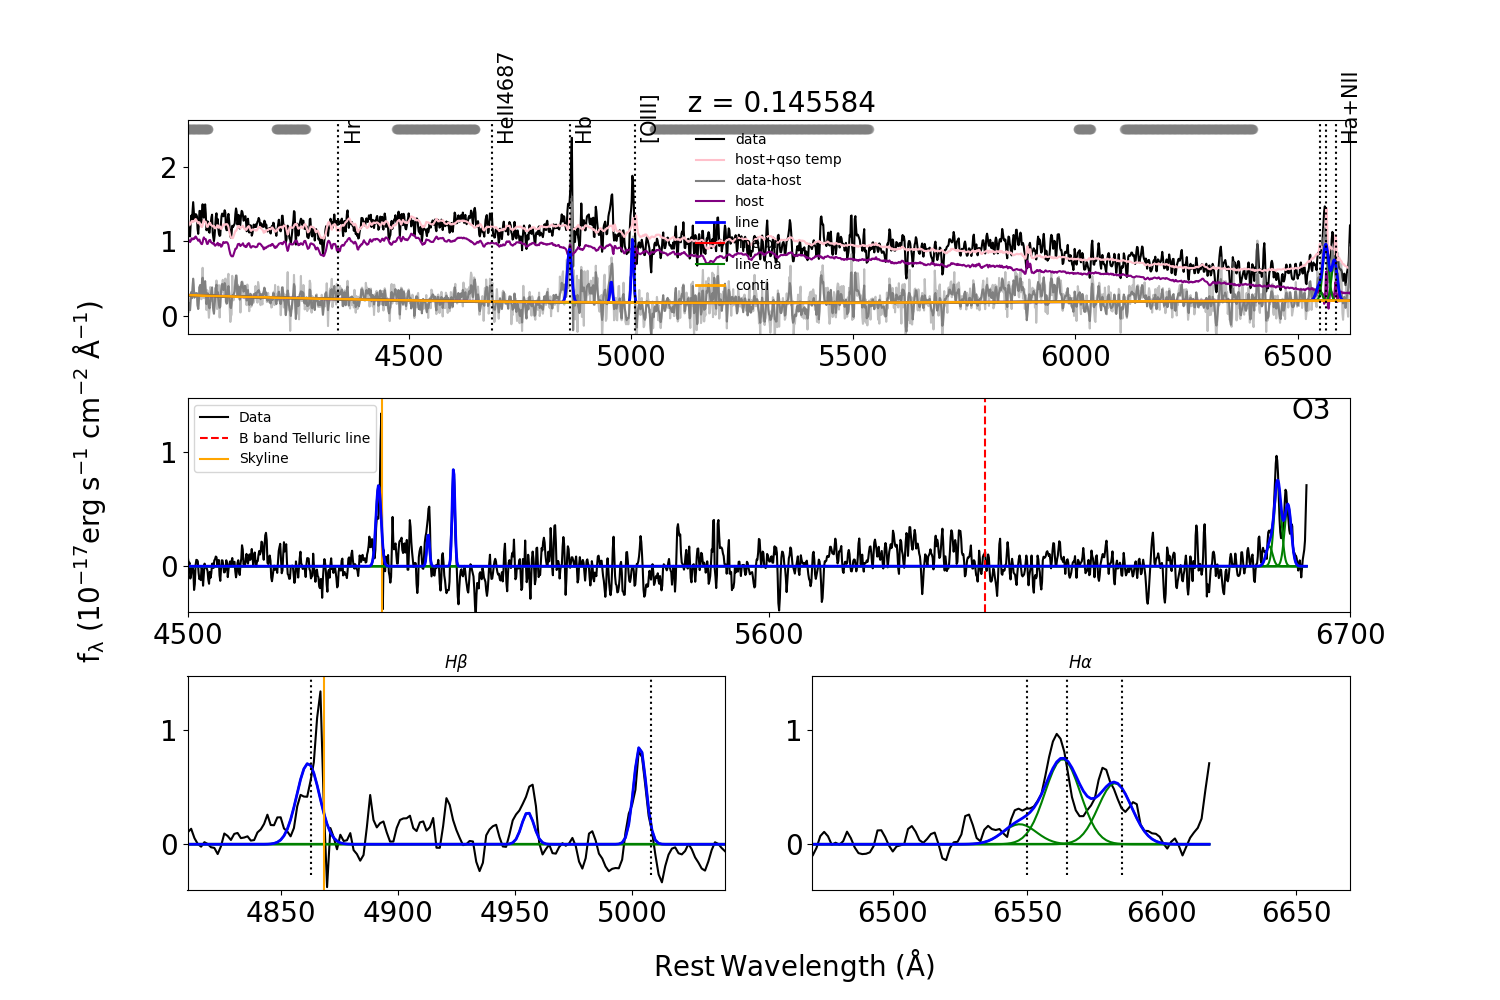 z = 0.145584
Hr
HeII4687
Hb
[OIII]
Ha+NII
data
host+qso temp
data-host
host
line
line na
conti
2
1
0
4500 5000 5500 6000 6500
Data
B band Telluric line
Skyline
O3
1
0
4500 5600 6700
fλ (10⁻¹⁷erg s⁻¹ cm⁻² Å⁻¹)
Hβ
1
0
4850 4900 4950 5000
Hα
1
0
6500 6550 6600 6650
Rest Wavelength (Å)